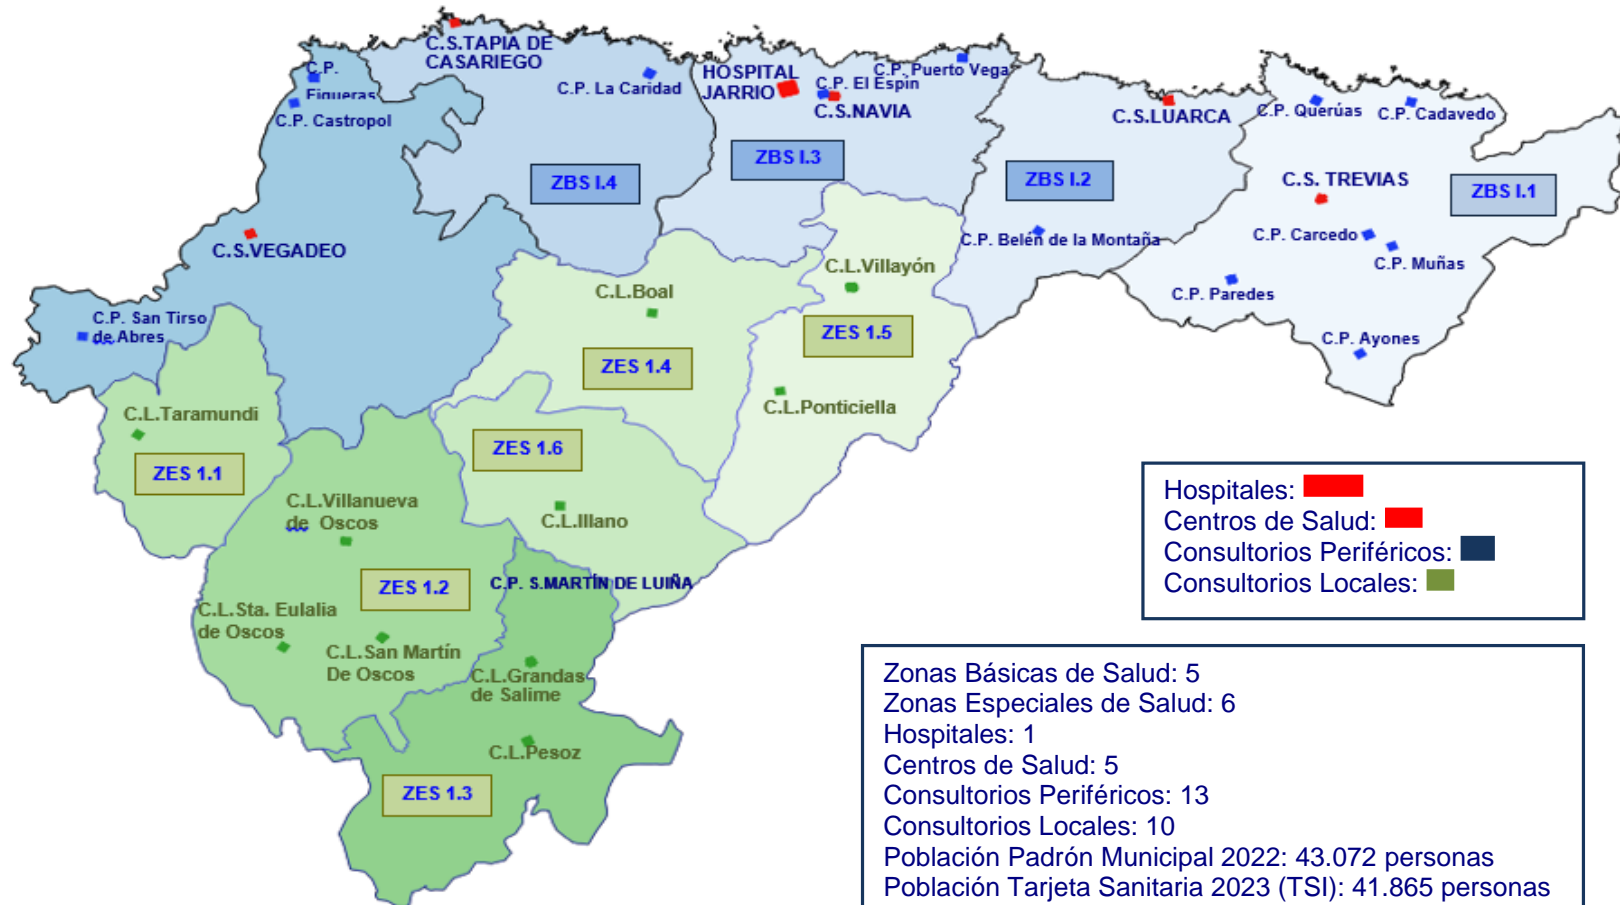 C.S.TAPIA DE
CASARIEGO
C.P.
Figueras
C.P. Castropol
C.P. La Caridad
HOSPITAL
JARRIO
C.P. El Espín
C.P. Puerto Vega
C.S.NAVIA
C.S.LUARCA
C.P. Querúas
C.P. Cadavedo
ZBS I.4
ZBS I.3
ZBS I.2
C.S. TREVIAS
ZBS I.1
C.S.VEGADEO
C.P. Belén de la Montaña
C.P. Carcedo
C.P. Muñas
C.P. Paredes
C.P. Ayones
C.P. San Tirso
de Abres
C.L.Boal
C.L.Villayón
ZES 1.5
ZES 1.4
C.L.Ponticiella
C.L.Taramundi
ZES 1.1
ZES 1.6
C.L.Illano
C.L.Villanueva
de Oscos
ZES 1.2
C.P. S.MARTÍN DE LUIÑA
C.L.Sta. Eulalia
de Oscos
C.L.San Martín
De Oscos
C.L.Grandas
de Salime
C.L.Pesoz
ZES 1.3
Hospitales:
Centros de Salud:
Consultorios Periféricos:
Consultorios Locales:
Zonas Básicas de Salud: 5
Zonas Especiales de Salud: 6
Hospitales: 1
Centros de Salud: 5
Consultorios Periféricos: 13
Consultorios Locales: 10
Población Padrón Municipal 2022: 43.072 personas
Población Tarjeta Sanitaria 2023 (TSI): 41.865 personas